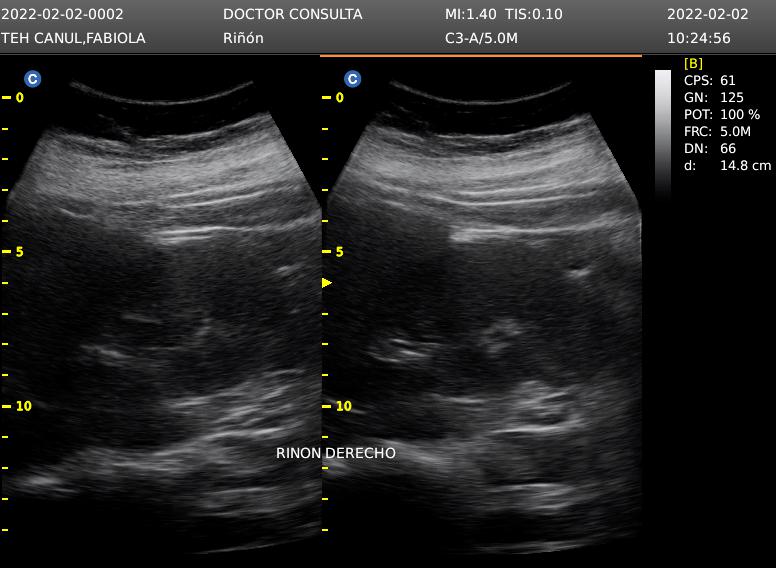 2022-02-02-0002 DOCTOR CONSULTA MI:1.40 TIS:0.10 2022-02-02
TEH CANUL,FABIOLA Riñón C3-A/5.0M 10:24:56
C C [B]
0 0 CPS: 61
GN: 125
POT: 100 %
FRC: 5.0M
DN: 66
d: 14.8 cm
5 5
10 10
RINON DERECHO